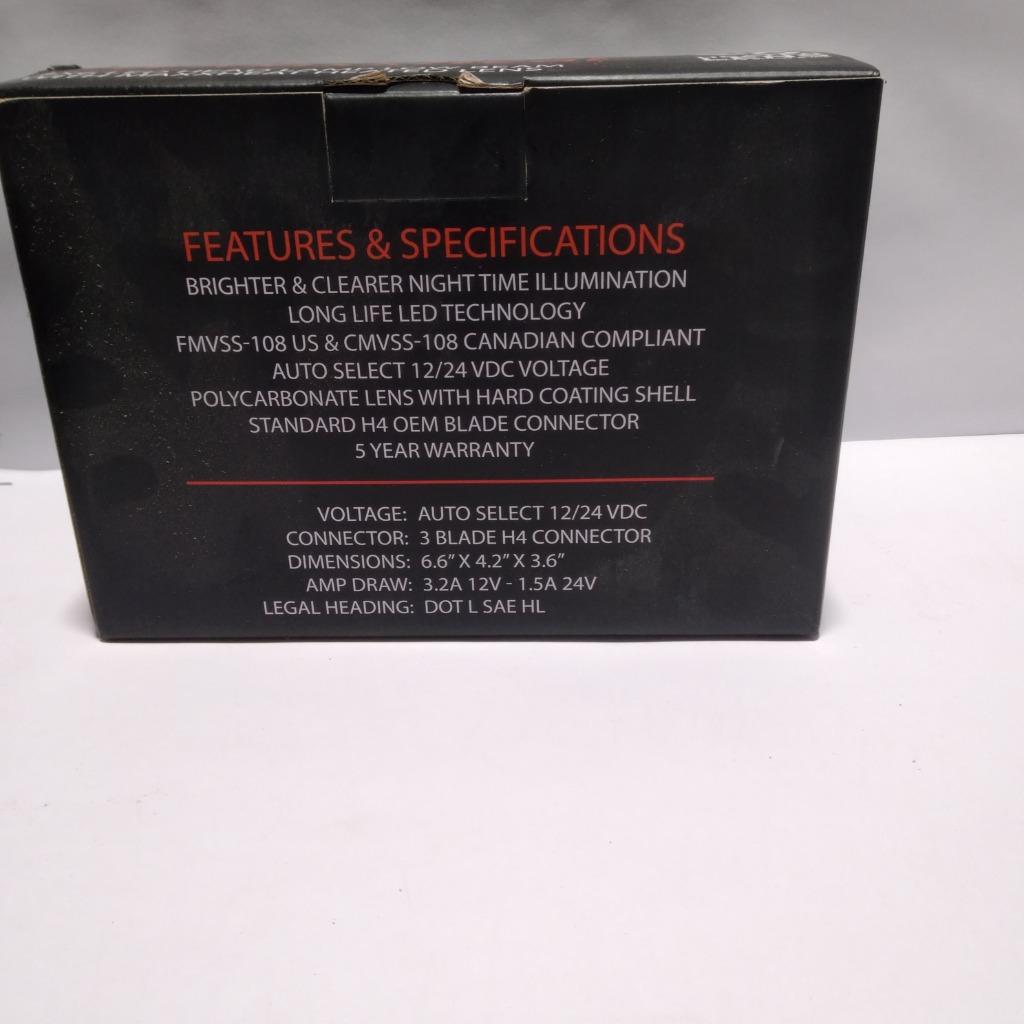 FEATURES & SPECIFICATIONS
BRIGHTER & CLEARER NIGHT TIME ILLUMINATION
LONG LIFE LED TECHNOLOGY
FMVSS-108 US & CMVSS-108 CANADIAN COMPLIANT
AUTO SELECT 12/24 VDC VOLTAGE
POLYCARBONATE LENS WITH HARD COATING SHELL
STANDARD H4 OEM BLADE CONNECTOR
5 YEAR WARRANTY
VOLTAGE: AUTO SELECT 12/24 VDC
CONNECTOR: 3 BLADE H4 CONNECTOR
DIMENSIONS: 6.6” X 4.2” X 3.6”
AMP DRAW: 3.2A 12V - 1.5A 24V
LEGAL HEADING: DOT L SAE HL